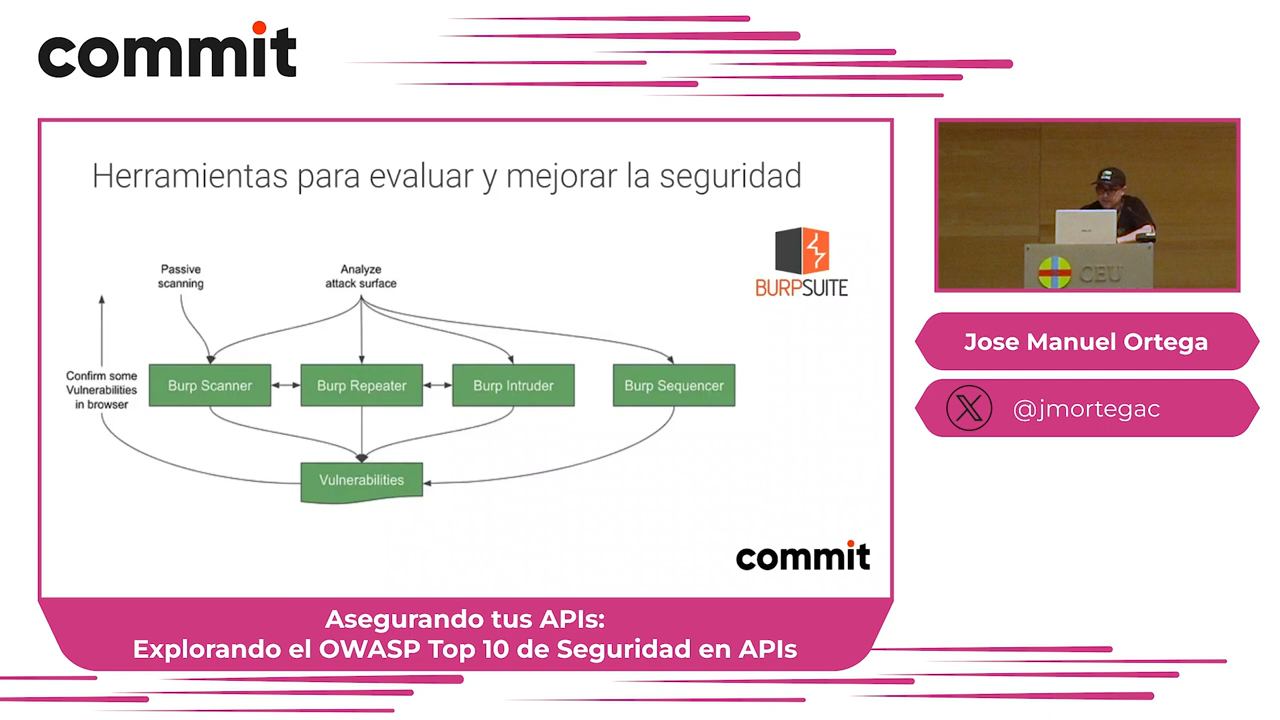 commit
Herramientas para evaluar y mejorar la seguridad
BURPSUITE
Passive
scanning
Analyze
attack surface
Confirm some
Vulnerabilities
in browser
Burp Scanner
Burp Repeater
Burp Intruder
Burp Sequencer
Vulnerabilities
commit
CEU
Jose Manuel Ortega
@jmortegac
Asegurando tus APIs:
Explorando el OWASP Top 10 de Seguridad en APIs